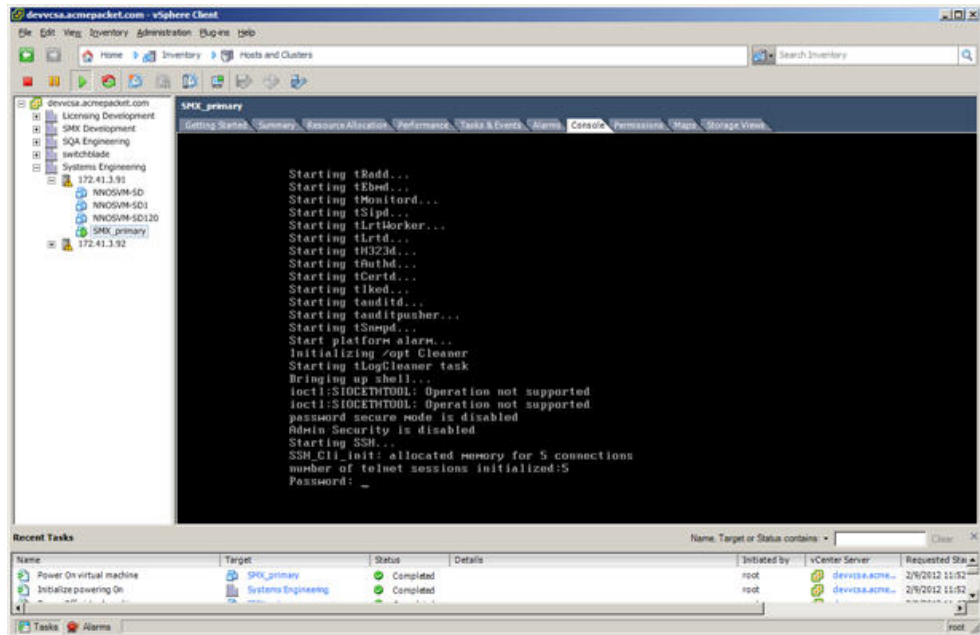 devvcsa.acmepacket.com - vSphere Client
File Edit View Inventory Administration Plug-ins Help
Home Inventory Hosts and Clusters
Search Inventory
devvcsa.acmepacket.com
Licensing Development
SMX Development
SQA Engineering
switchblade
Systems Engineering
172.41.3.91
NNOSVM-SD
NNOSVM-SD1
NNOSVM-SD120
SMX_primary
172.41.3.92
SMX_primary
Getting Started Summary Resource Allocation Performance Tasks & Events Alarms Console Permissions Maps Storage Views
Starting tRadd...
Starting tEbmd...
Starting tMonitord...
Starting tSipd...
Starting tLrtWorker...
Starting tLrtd...
Starting tH323d...
Starting tAuthd...
Starting tCertd...
Starting tIked...
Starting tauditd...
Starting tauditpusher...
Starting tSnmpd...
Start platform alarm...
Initializing /opt Cleaner
Starting tLogCleaner task
Bringing up shell...
ioctl:SIOCETHTOOL: Operation not supported
ioctl:SIOCETHTOOL: Operation not supported
password secure mode is disabled
Admin Security is disabled
Starting SSH...
SSH_Cli_init: allocated memory for 5 connections
number of telnet sessions initialized:5
Password: _
Recent Tasks
Name, Target or Status contains:
Clear
Name Target Status Details Initiated by vCenter Server Requested Star
Power On virtual machine SMX_primary Completed root devvcsa.acme... 2/9/2012 11:52
Initialize powering On Systems Engineering Completed root devvcsa.acme... 2/9/2012 11:52
Tasks Alarms
root